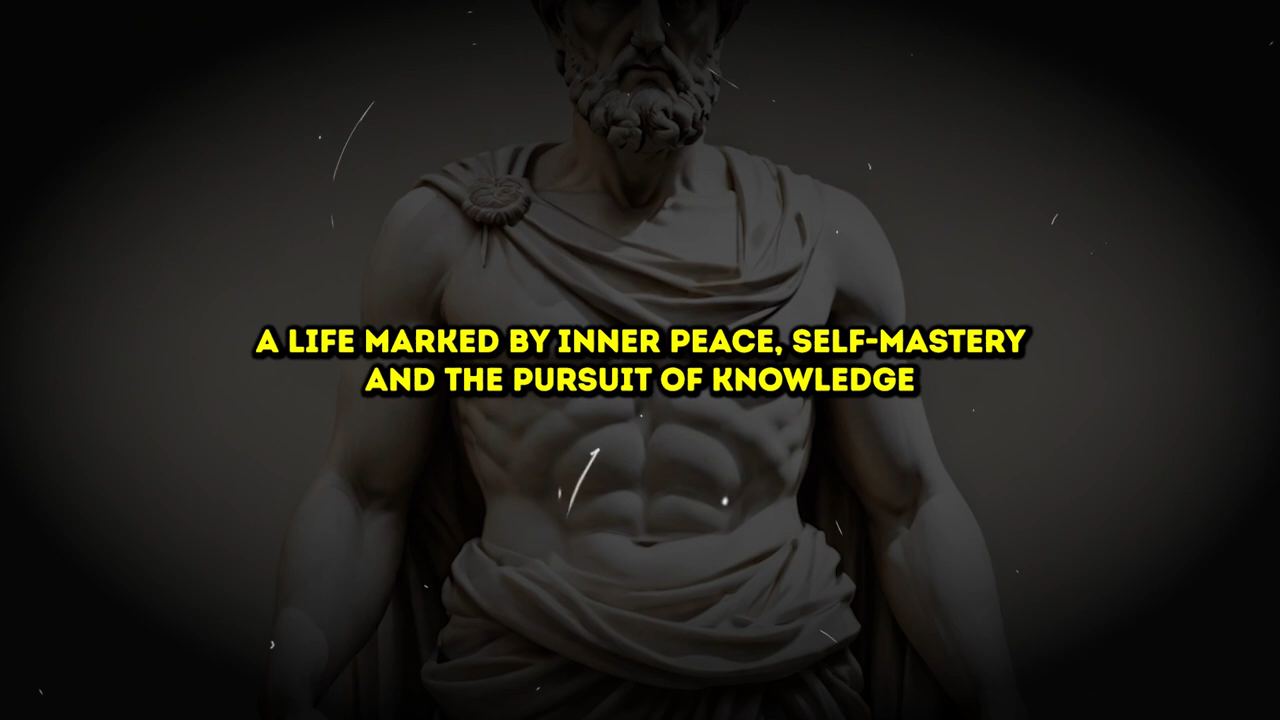 A LIFE MARKED BY INNER PEACE, SELF-MASTERY
AND THE PURSUIT OF KNOWLEDGE